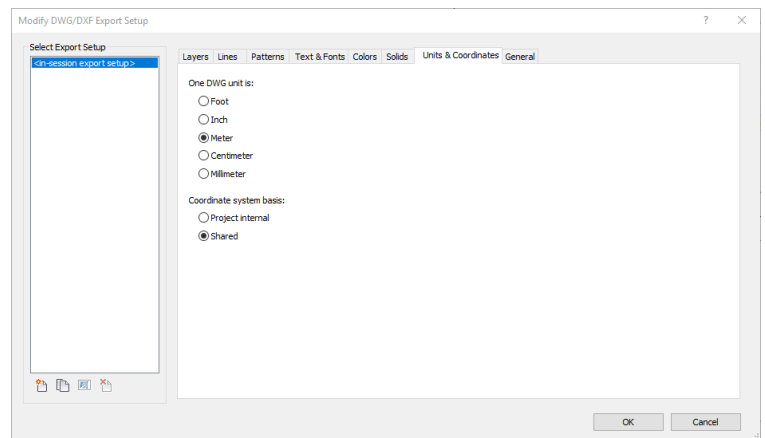 Modify DWG/DXF Export Setup
?
Select Export Setup
<in-session export setup>
Layers Lines Patterns Text & Fonts Colors Solids Units & Coordinates General
One DWG unit is:
Foot
Inch
Meter
Centimeter
Millimeter
Coordinate system basis:
Project internal
Shared
OK Cancel